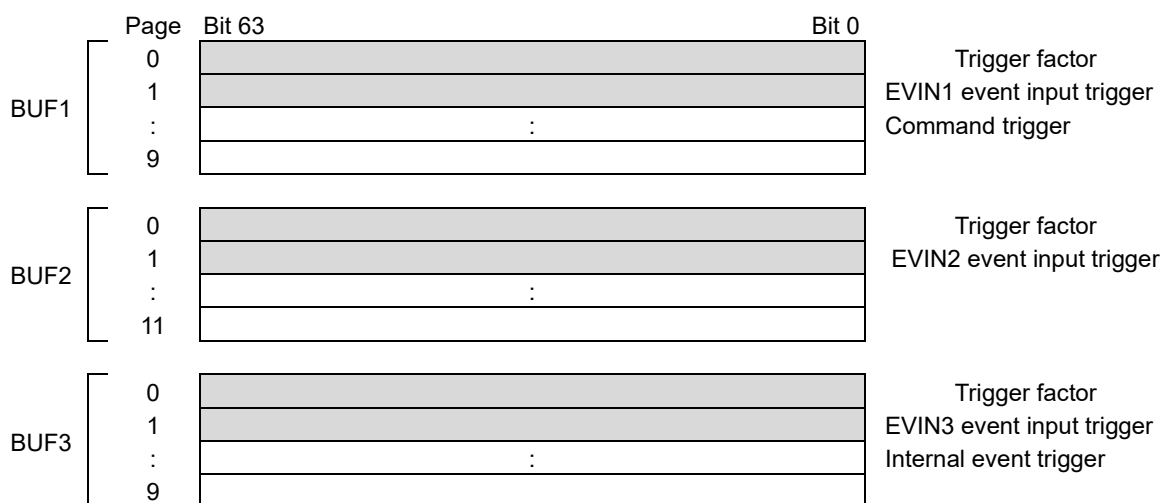 Page Bit 63 Bit 0
0 Trigger factor
1 EVIN1 event input trigger
BUF1
: : Command trigger
9
0 Trigger factor
1 EVIN2 event input trigger
BUF2
: :
11
0 Trigger factor
1 EVIN3 event input trigger
BUF3
: : Internal event trigger
9